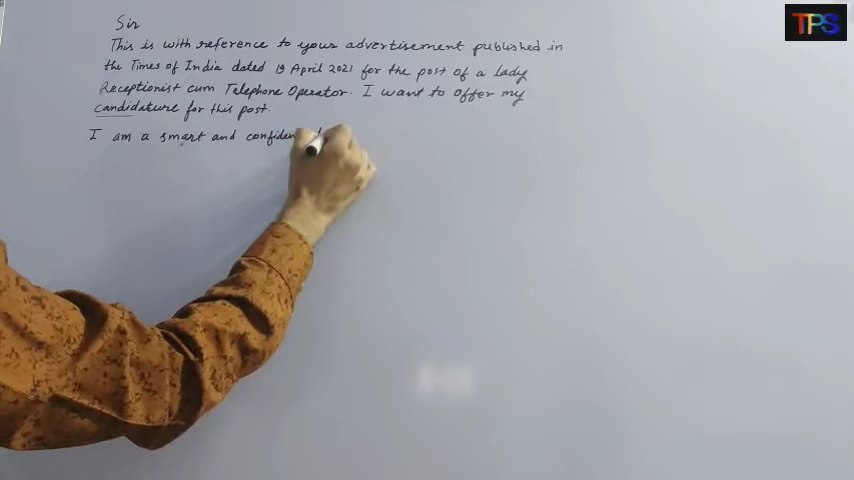 TPS
Sir
This is with reference to your advertisement published in
the Times of India dated 19 April 2021 for the post of a lady
Receptionist cum Telephone Operator. I want to offer my
candidature for this post.
I am a smart and confiden